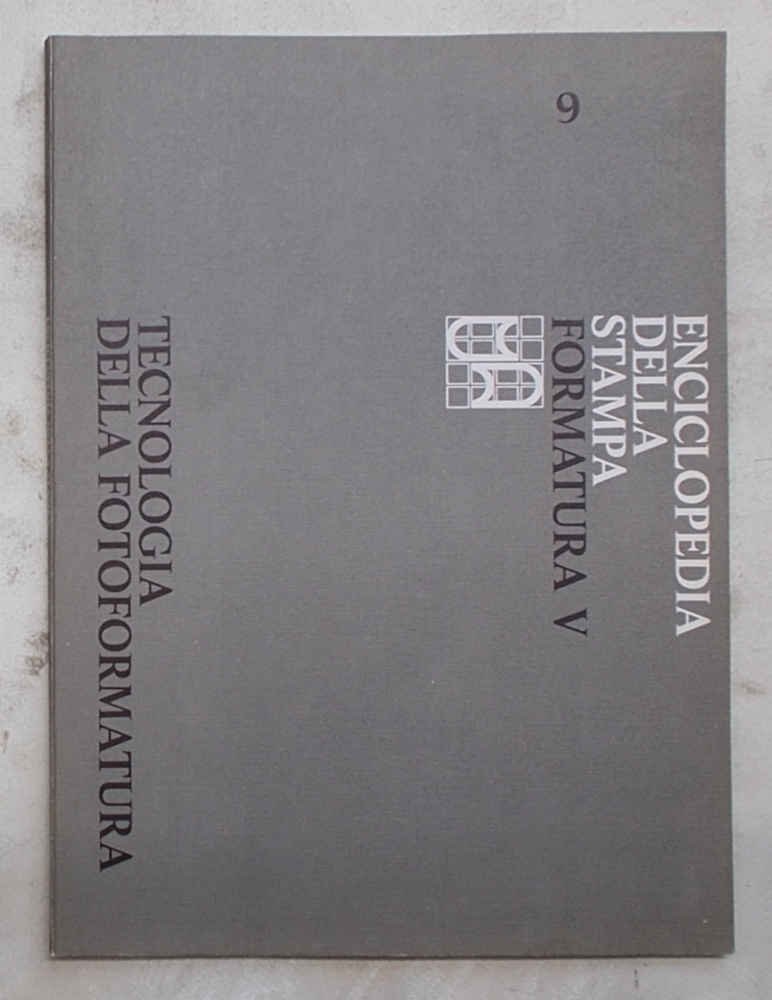 ENCICLOPEDIA
DELLA
STAMPA
9 FORMATURA V
TECNOLOGIA
DELLA FOTOFORMATURA